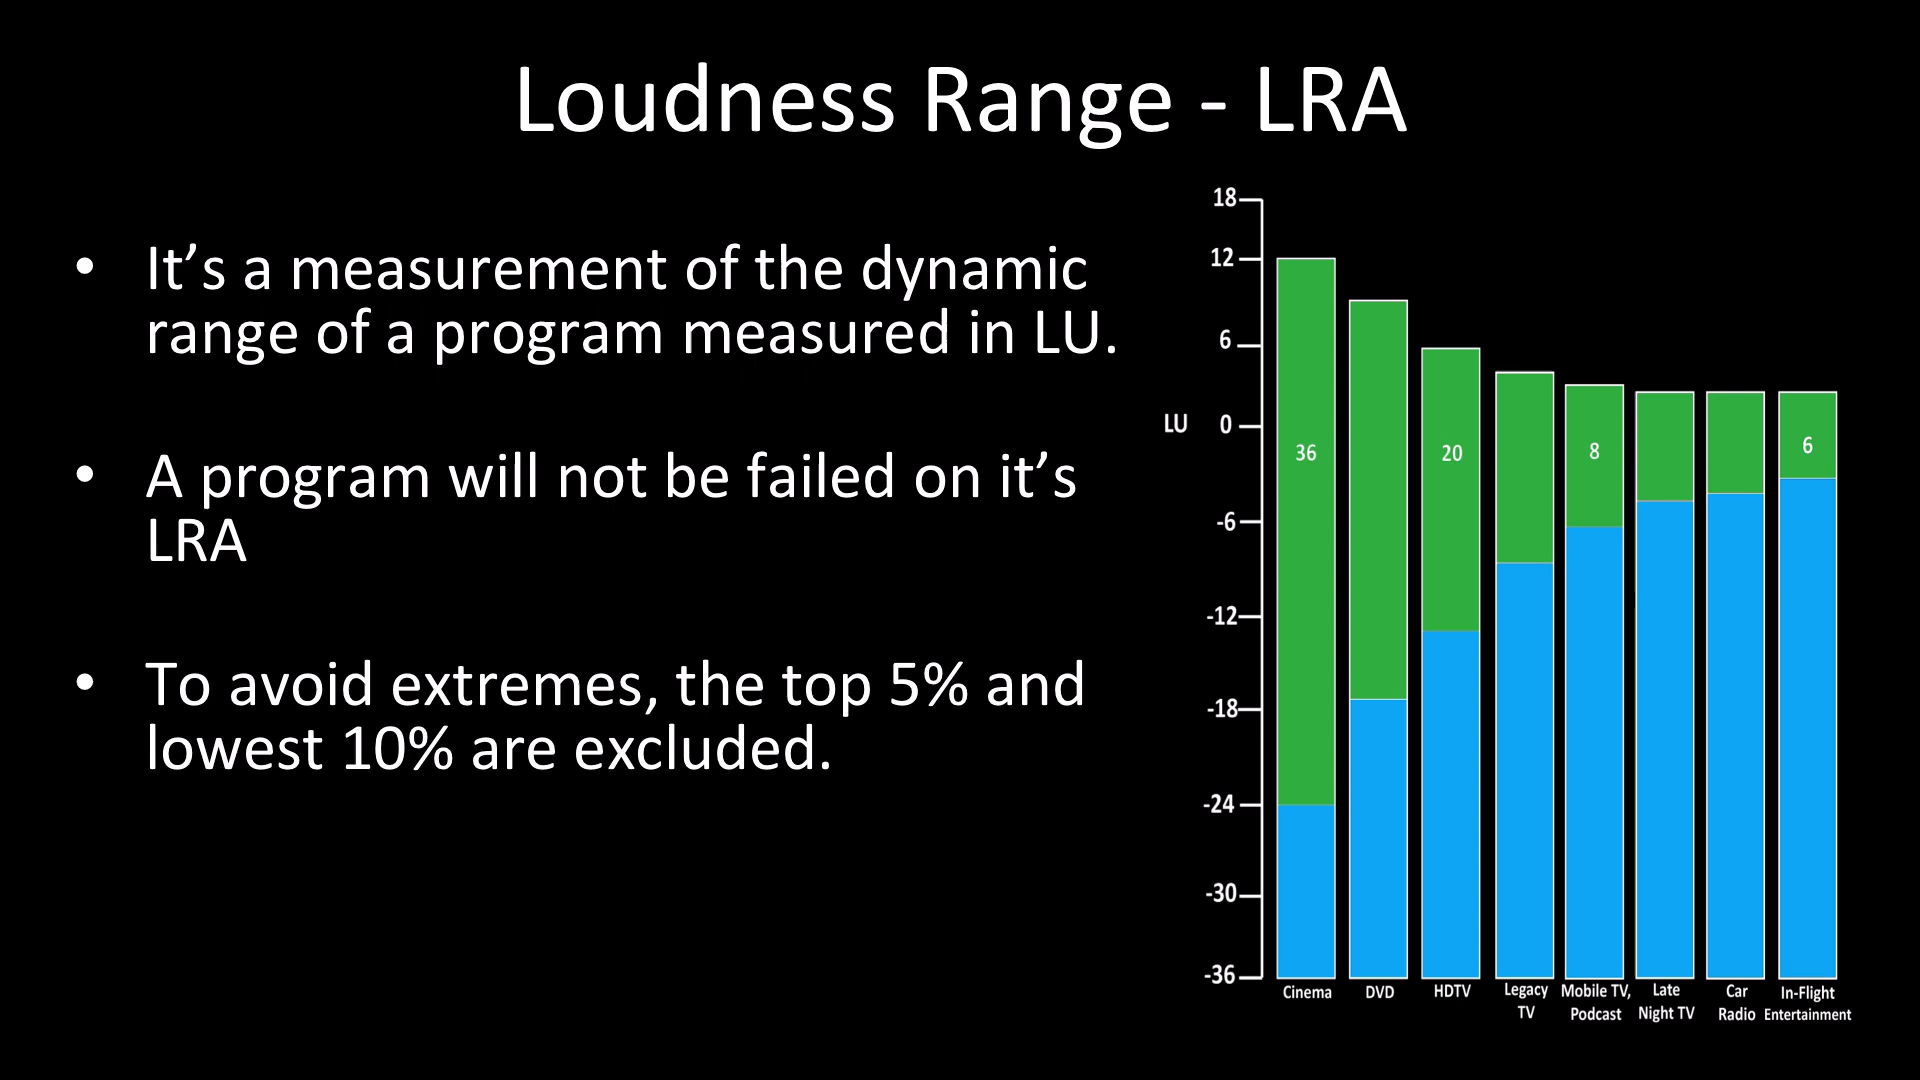 Loudness Range - LRA
• It’s a measurement of the dynamic
range of a program measured in LU.
• A program will not be failed on it’s
LRA
• To avoid extremes, the top 5% and
lowest 10% are excluded.
18
12
6
LU 0
-6
-12
-18
-24
-30
-36
36
20
8
6
Cinema
DVD
HDTV
Legacy
TV
Mobile TV,
Podcast
Late
Night TV
Car
Radio
In-Flight
Entertainment